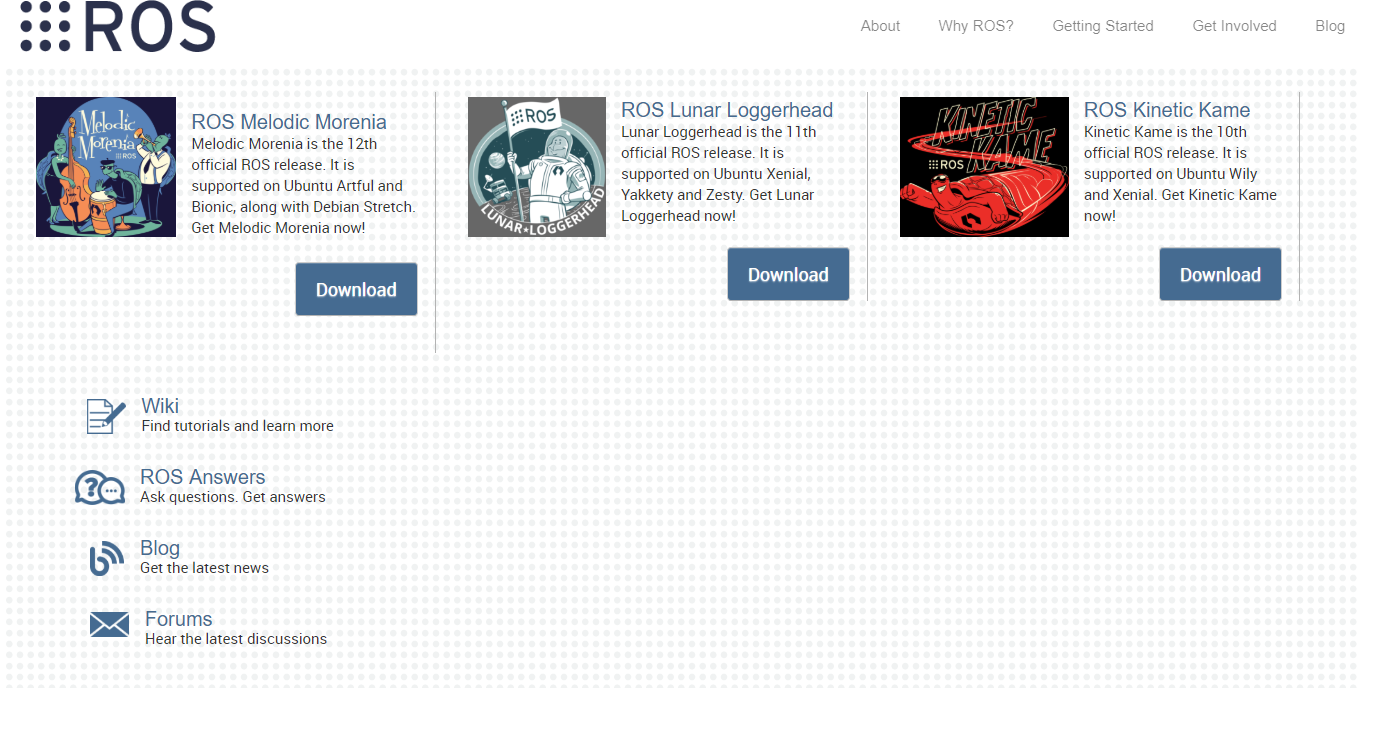 ROS
About Why ROS? Getting Started Get Involved Blog
Melodic
Morenia
ROS
ROS Melodic Morenia
Melodic Morenia is the 12th
official ROS release. It is
supported on Ubuntu Artful and
Bionic, along with Debian Stretch.
Get Melodic Morenia now!
Download
ROS
LUNAR★LOGGERHEAD
ROS Lunar Loggerhead
Lunar Loggerhead is the 11th
official ROS release. It is
supported on Ubuntu Xenial,
Yakkety and Zesty. Get Lunar
Loggerhead now!
Download
KINETIC
KAME
ROS
ROS Kinetic Kame
Kinetic Kame is the 10th
official ROS release. It is
supported on Ubuntu Wily
and Xenial. Get Kinetic Kame
now!
Download
Wiki
Find tutorials and learn more
ROS Answers
Ask questions. Get answers
Blog
Get the latest news
Forums
Hear the latest discussions